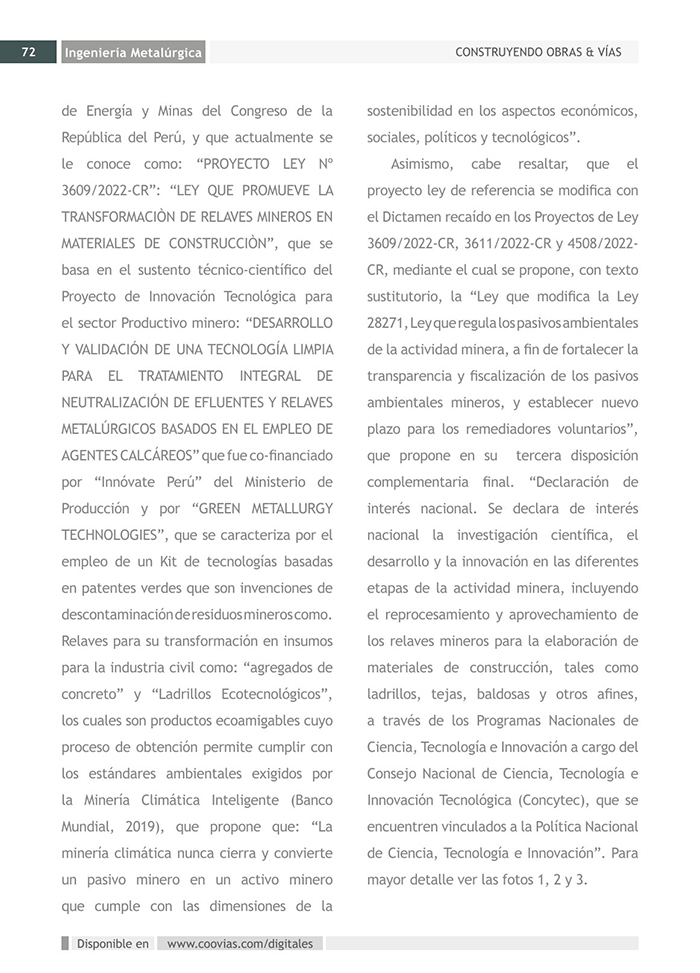 72
Ingeniería Metalúrgica
CONSTRUYENDO OBRAS & VÍAS
de Energía y Minas del Congreso de la
República del Perú, y que actualmente se
le conoce como: “PROYECTO LEY Nº
3609/2022-CR”: “LEY QUE PROMUEVE LA
TRANSFORMACIÒN DE RELAVES MINEROS EN
MATERIALES DE CONSTRUCCIÒN”, que se
basa en el sustento técnico-científico del
Proyecto de Innovación Tecnológica para
el sector Productivo minero: “DESARROLLO
Y VALIDACIÓN DE UNA TECNOLOGÍA LIMPIA
PARA EL TRATAMIENTO INTEGRAL DE
NEUTRALIZACIÓN DE EFLUENTES Y RELAVES
METALÚRGICOS BASADOS EN EL EMPLEO DE
AGENTES CALCÁREOS” que fue co-financiado
por “Innóvate Perú” del Ministerio de
Producción y por “GREEN METALLURGY
TECHNOLOGIES”, que se caracteriza por el
empleo de un Kit de tecnologías basadas
en patentes verdes que son invenciones de
descontaminación de residuos mineros como.
Relaves para su transformación en insumos
para la industria civil como: “agregados de
concreto” y “Ladrillos Ecotecnológicos”,
los cuales son productos ecoamigables cuyo
proceso de obtención permite cumplir con
los estándares ambientales exigidos por
la Minería Climática Inteligente (Banco
Mundial, 2019), que propone que: “La
minería climática nunca cierra y convierte
un pasivo minero en un activo minero
que cumple con las dimensiones de la
sostenibilidad en los aspectos económicos,
sociales, políticos y tecnológicos”.
Asimismo, cabe resaltar, que el
proyecto ley de referencia se modifica con
el Dictamen recaído en los Proyectos de Ley
3609/2022-CR, 3611/2022-CR y 4508/2022-
CR, mediante el cual se propone, con texto
sustitutorio, la “Ley que modifica la Ley
28271, Ley que regula los pasivos ambientales
de la actividad minera, a fin de fortalecer la
transparencia y fiscalización de los pasivos
ambientales mineros, y establecer nuevo
plazo para los remediadores voluntarios”,
que propone en su tercera disposición
complementaria final. “Declaración de
interés nacional. Se declara de interés
nacional la investigación científica, el
desarrollo y la innovación en las diferentes
etapas de la actividad minera, incluyendo
el reprocesamiento y aprovechamiento de
los relaves mineros para la elaboración de
materiales de construcción, tales como
ladrillos, tejas, baldosas y otros afines,
a través de los Programas Nacionales de
Ciencia, Tecnología e Innovación a cargo del
Consejo Nacional de Ciencia, Tecnología e
Innovación Tecnológica (Concytec), que se
encuentren vinculados a la Política Nacional
de Ciencia, Tecnología e Innovación”. Para
mayor detalle ver las fotos 1, 2 y 3.
Disponible en www.coovias.com/digitales